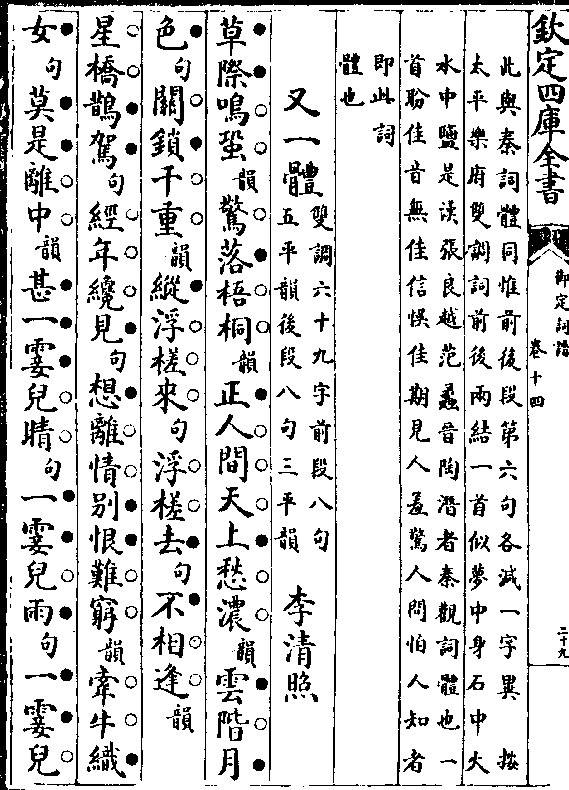 欽定四庫全書
御定詞譜
卷十四
二十九
此與秦詞體同惟前後段第六句各減一字異 按
太平樂府雙調詞前後兩結一首似夢中身石中火
水中鹽是漢張良越范蠡晉陶潛者秦觀詞體也一
首聆佳音無佳信悞佳期見人羞驚人問怕人知者
即此詞
體也
又一體 雙調六十九字前段八句
五平韻後段八句三平韻 李清照
草際鳴蛩韻驚落梧桐韻正人間天上愁濃韻雲階月
色句關鎖千重韻縱浮槎來句浮槎去句不相逢韻
星橋鵲駕句經年纔見句想離情别恨難窮韻牽牛織
女句莫是離中韻甚一霎兒晴句一霎兒雨句一霎兒